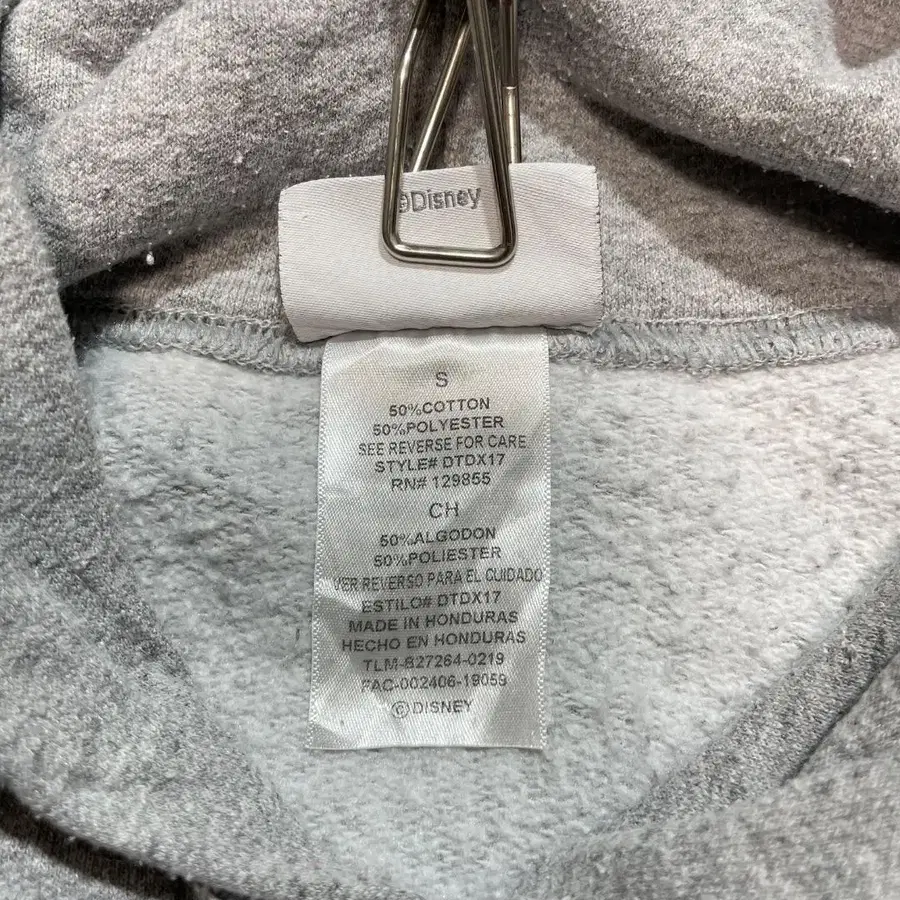 ©Disney
S
50%COTTON
50%POLYESTER
SEE REVERSE FOR CARE
STYLE# DTDX17
RN# 129855
CH
50%ALGODON
50%POLIESTER
VER REVERSO PARA EL CUIDADO
ESTILO# DTDX17
MADE IN HONDURAS
HECHO EN HONDURAS
TLM-B27264-0219
FAC-002406-19059
©DISNEY